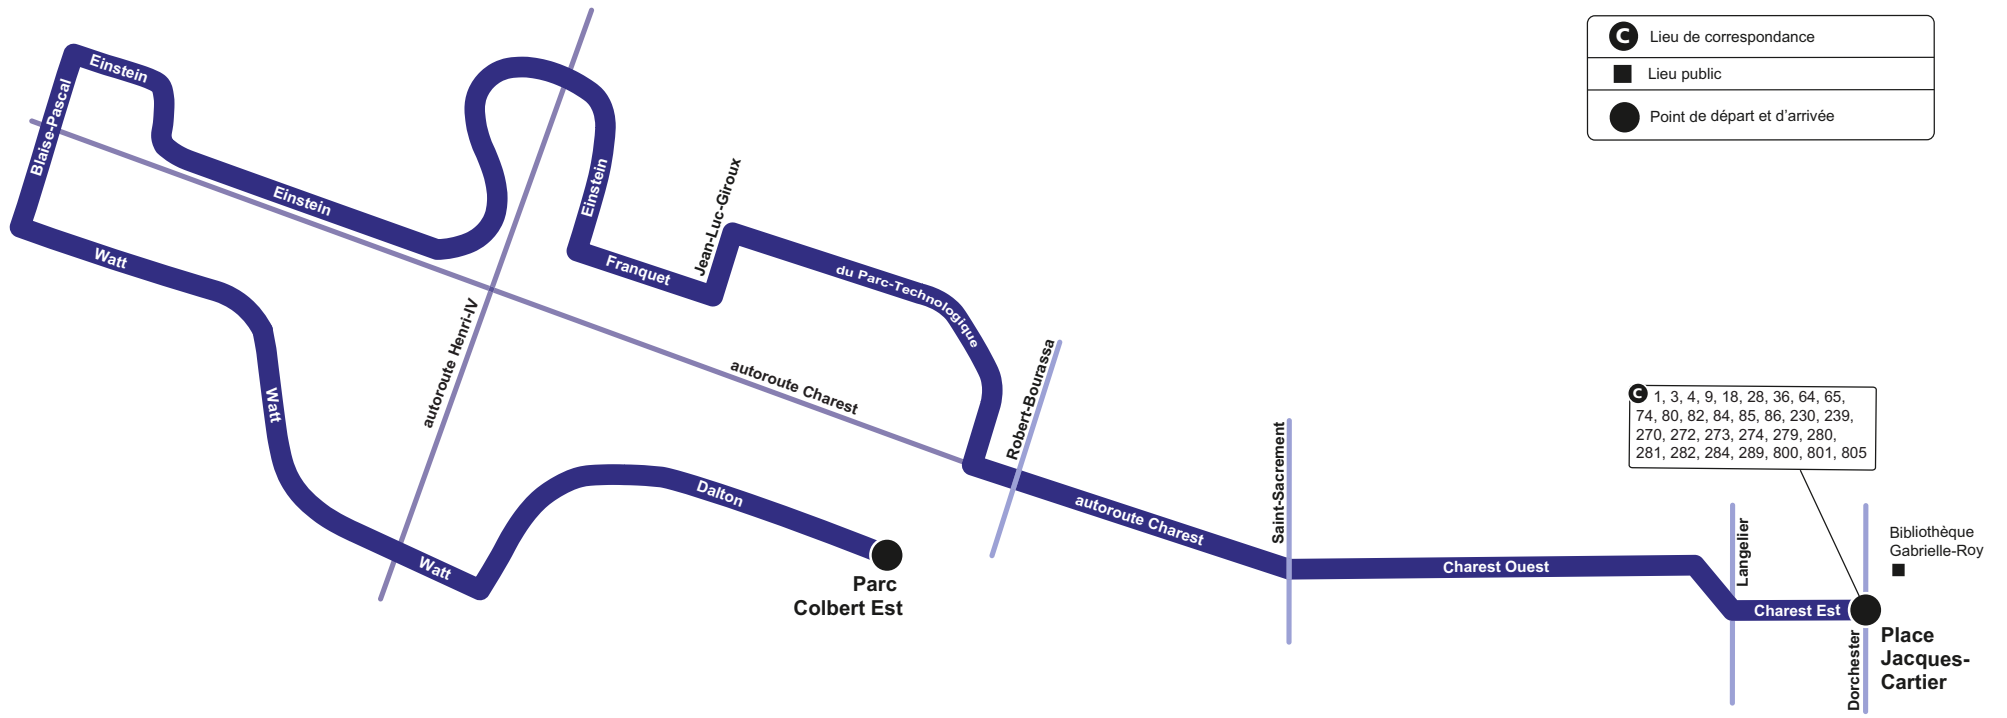 C Lieu de correspondance
Lieu public
Point de départ et d'arrivée
Einstein
Blaise-Pascal
Einstein
Einstein
Jean-Luc-Giroux
Franquet
du Parc-Technologique
Watt
autoroute Henri-IV
autoroute Charest
Robert-Bourassa
Watt
Watt
Dalton
Parc
Colbert Est
autoroute Charest
Saint-Sacrement
Charest Ouest
Langelier
Charest Est
C 1, 3, 4, 9, 18, 28, 36, 64, 65,
74, 80, 82, 84, 85, 86, 230, 239,
270, 272, 273, 274, 279, 280,
281, 282, 284, 289, 800, 801, 805
Bibliothèque
Gabrielle-Roy
Dorchester
Place
Jacques-
Cartier